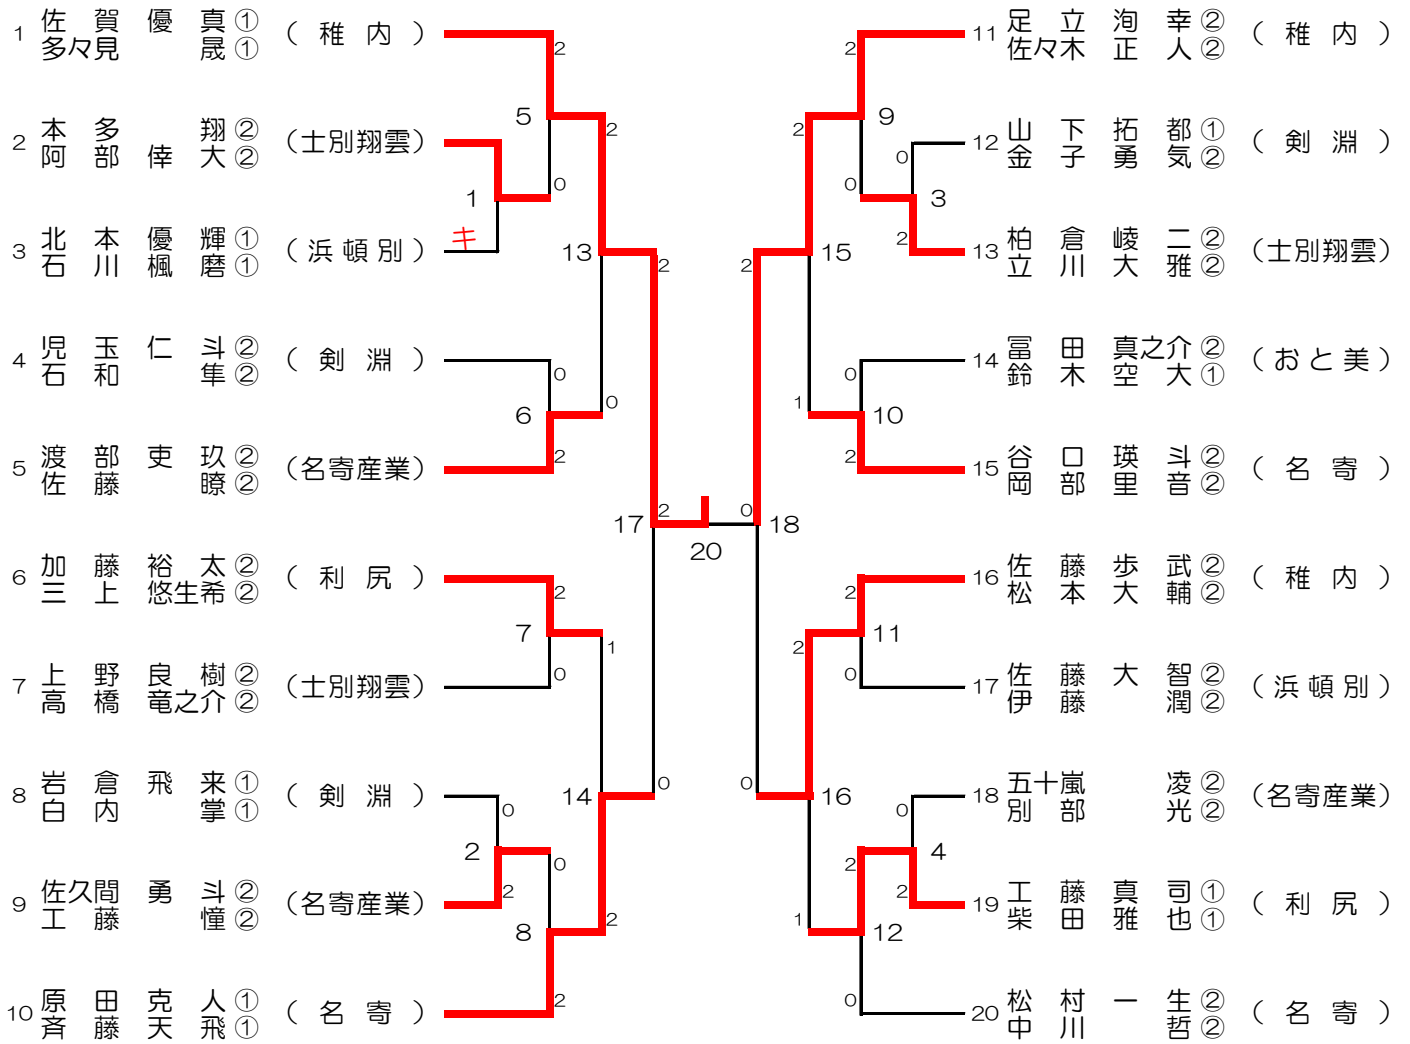 1 佐賀優真① (稚内)
多々見晟①
2 本多翔② (士別翔雲)
阿部倖大②
3 北本優輝① (浜頓別)
石川楓磨①
4 児玉仁斗② (剣淵)
石和隼②
5 渡部吏玖② (名寄産業)
佐藤瞭②
6 加藤裕太② (利尻)
三上悠生希②
7 上野良樹② (士別翔雲)
高橋竜之介②
8 岩倉飛来① (剣淵)
白内掌①
9 佐久間勇斗② (名寄産業)
工藤憧②
10 原田克人① (名寄)
斉藤天飛①
2
5
2
0
1
キ
13
2
0
6
0
2
17
2
2
7
2
0
1
14
0
2
0
2
8
0
2
2
20
0
11 足立洵幸② (稚内)
佐々木正人②
12 山下拓都① (剣淵)
金子勇気②
13 柏倉崚二② (士別翔雲)
立川大雅②
14 冨田真之介② (おと美)
鈴木空大①
15 谷口瑛斗② (名寄)
岡部里音②
16 佐藤歩武② (稚内)
松本大輔②
17 佐藤大智② (浜頓別)
伊藤潤②
18 五十嵐凌② (名寄産業)
別部光②
19 工藤真司① (利尻)
柴田雅也①
20 松村一生② (名寄)
中川哲②
2
9
2
0
0
3
2
2
15
0
1
10
2
18
2
11
2
0
0
16
0
2
4
2
1
12
0